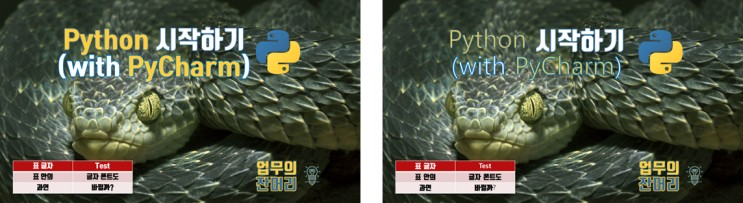 Python 시작하기
(with PyCharm)
표 글자 Test
표 안의 글자 폰트도
과연 바뀔까?
업무의
잔머리
Python 시작하기
(with PyCharm)
표 글자 Test
표 안의 글자 폰트도
과연 바뀔까?
업무의
잔머리